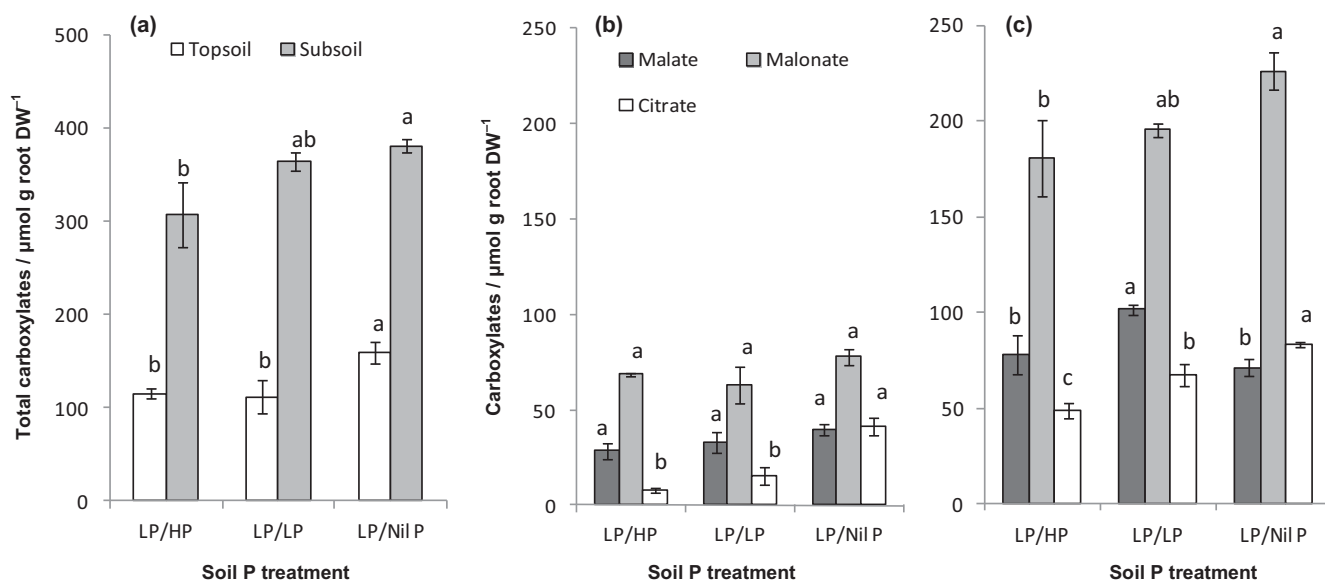 (a)
Topsoil Subsoil
500
400
300
200
100
0
b
b
ab
b
a
a
LP/HP LP/LP LP/Nil P
Soil P treatment
Total carboxylates / µmol g root DW⁻¹
(b)
Malate Malonate
Citrate
250
200
150
100
50
0
a
a
b
a
a
b
a
a
a
LP/HP LP/LP LP/Nil P
Soil P treatment
Carboxylates / µmol g root DW⁻¹
(c)
250
200
150
100
50
0
b
b
c
a
ab
b
b
a
a
LP/HP LP/LP LP/Nil P
Soil P treatment